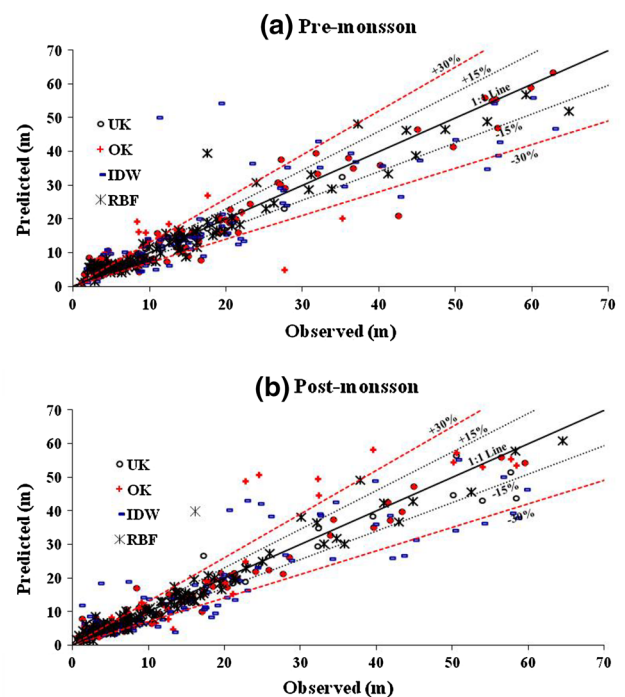 (a) Pre-monsson
70
60
50
40
30
20
10
0
Predicted (m)
UK
OK
IDW
RBF
+30%
+15%
1:1 Line
-15%
-30%
0 10 20 30 40 50 60 70
Observed (m)
(b) Post-monsson
70
60
50
40
30
20
10
0
Predicted (m)
UK
OK
IDW
RBF
+30%
+15%
1:1 Line
-15%
-30%
0 10 20 30 40 50 60 70
Observed (m)